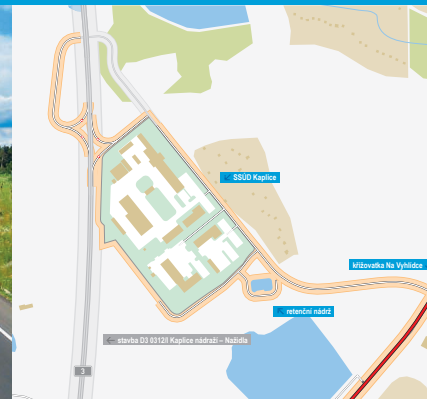 SSÚD Kaplice
křižovatka Na Vyhlídce
retenční nádrž
stavba D3 0312/I Kaplice nádraží – Nažidla
3